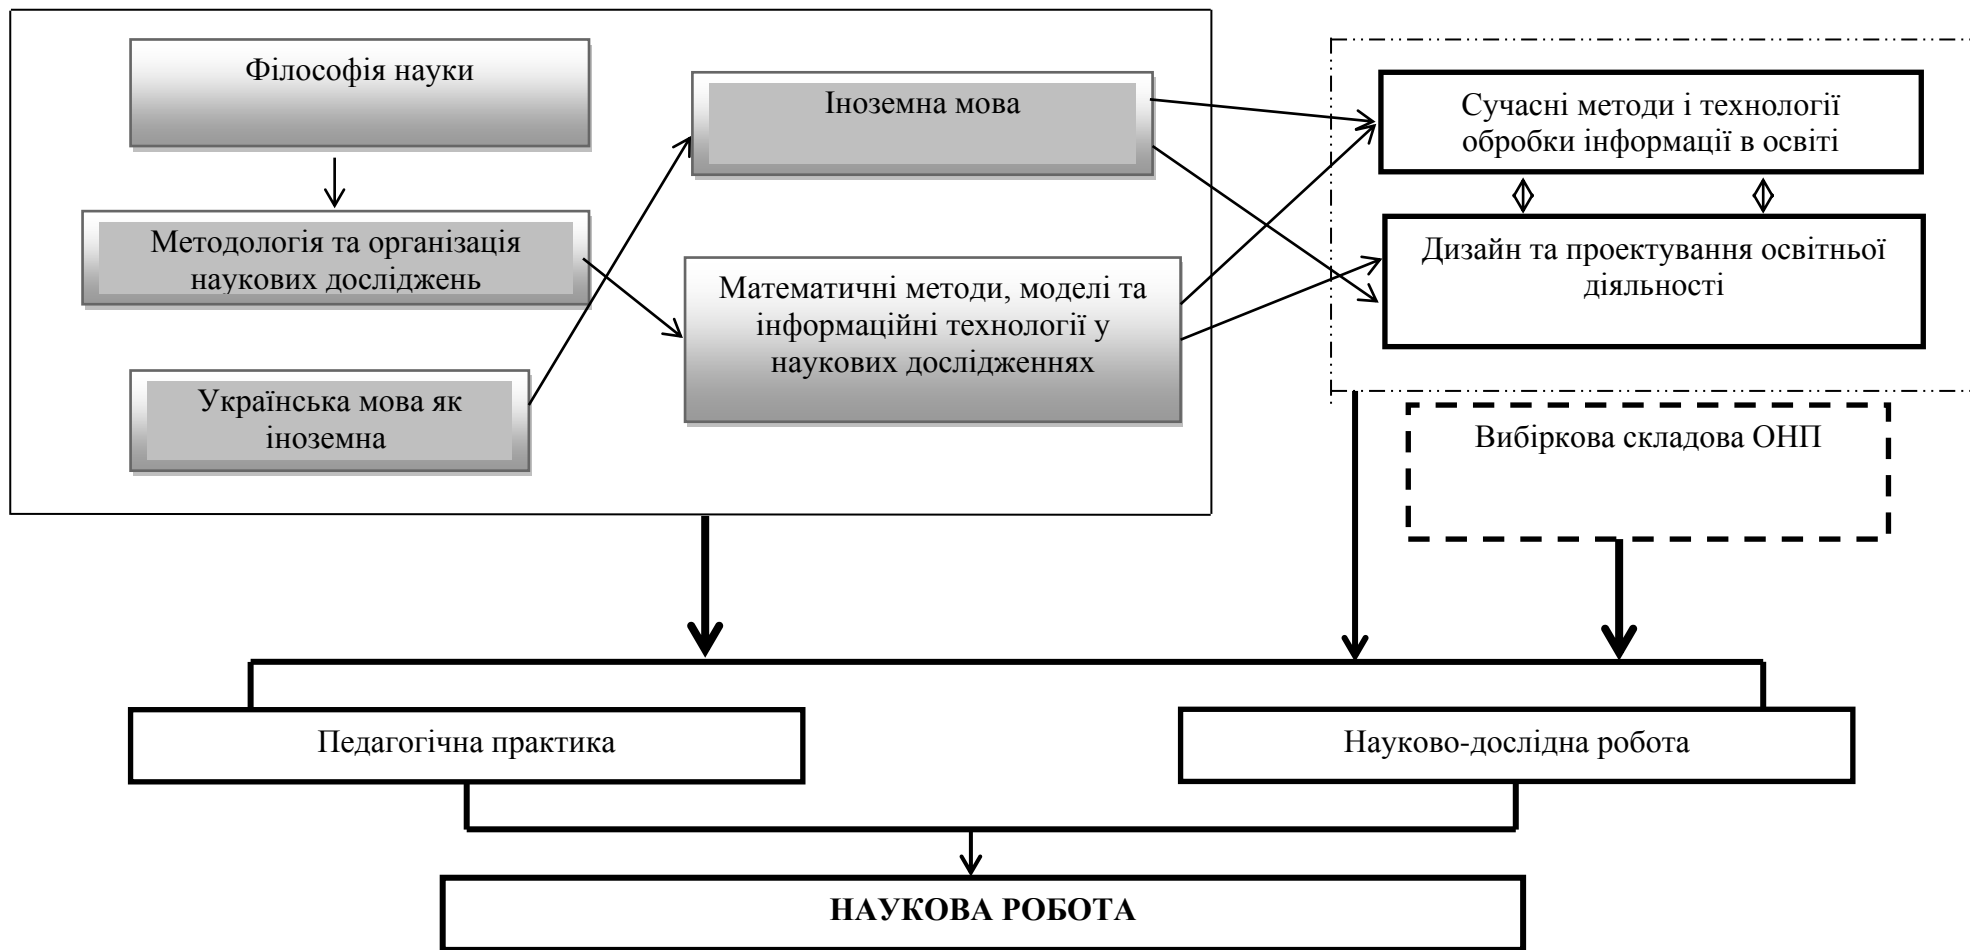 Філософія науки
Методологія та організація
наукових досліджень
Українська мова як
іноземна
Іноземна мова
Математичні методи, моделі та
інформаційні технології у
наукових дослідженнях
Сучасні методи і технології
обробки інформації в освіті
Дизайн та проектування освітньої
діяльності
Вибіркова складова ОНП
Педагогічна практика
Науково-дослідна робота
НАУКОВА РОБОТА